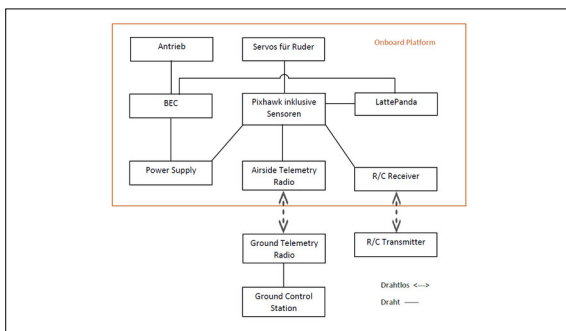 Onboard Platform
Antrieb
Servos für Ruder
BEC
Pixhawk inklusive
Sensoren
LattePanda
Power Supply
Airside Telemetry
Radio
R/C Receiver
Ground Telemetry
Radio
R/C Transmitter
Ground Control
Station
Drahtlos <--->
Draht ——